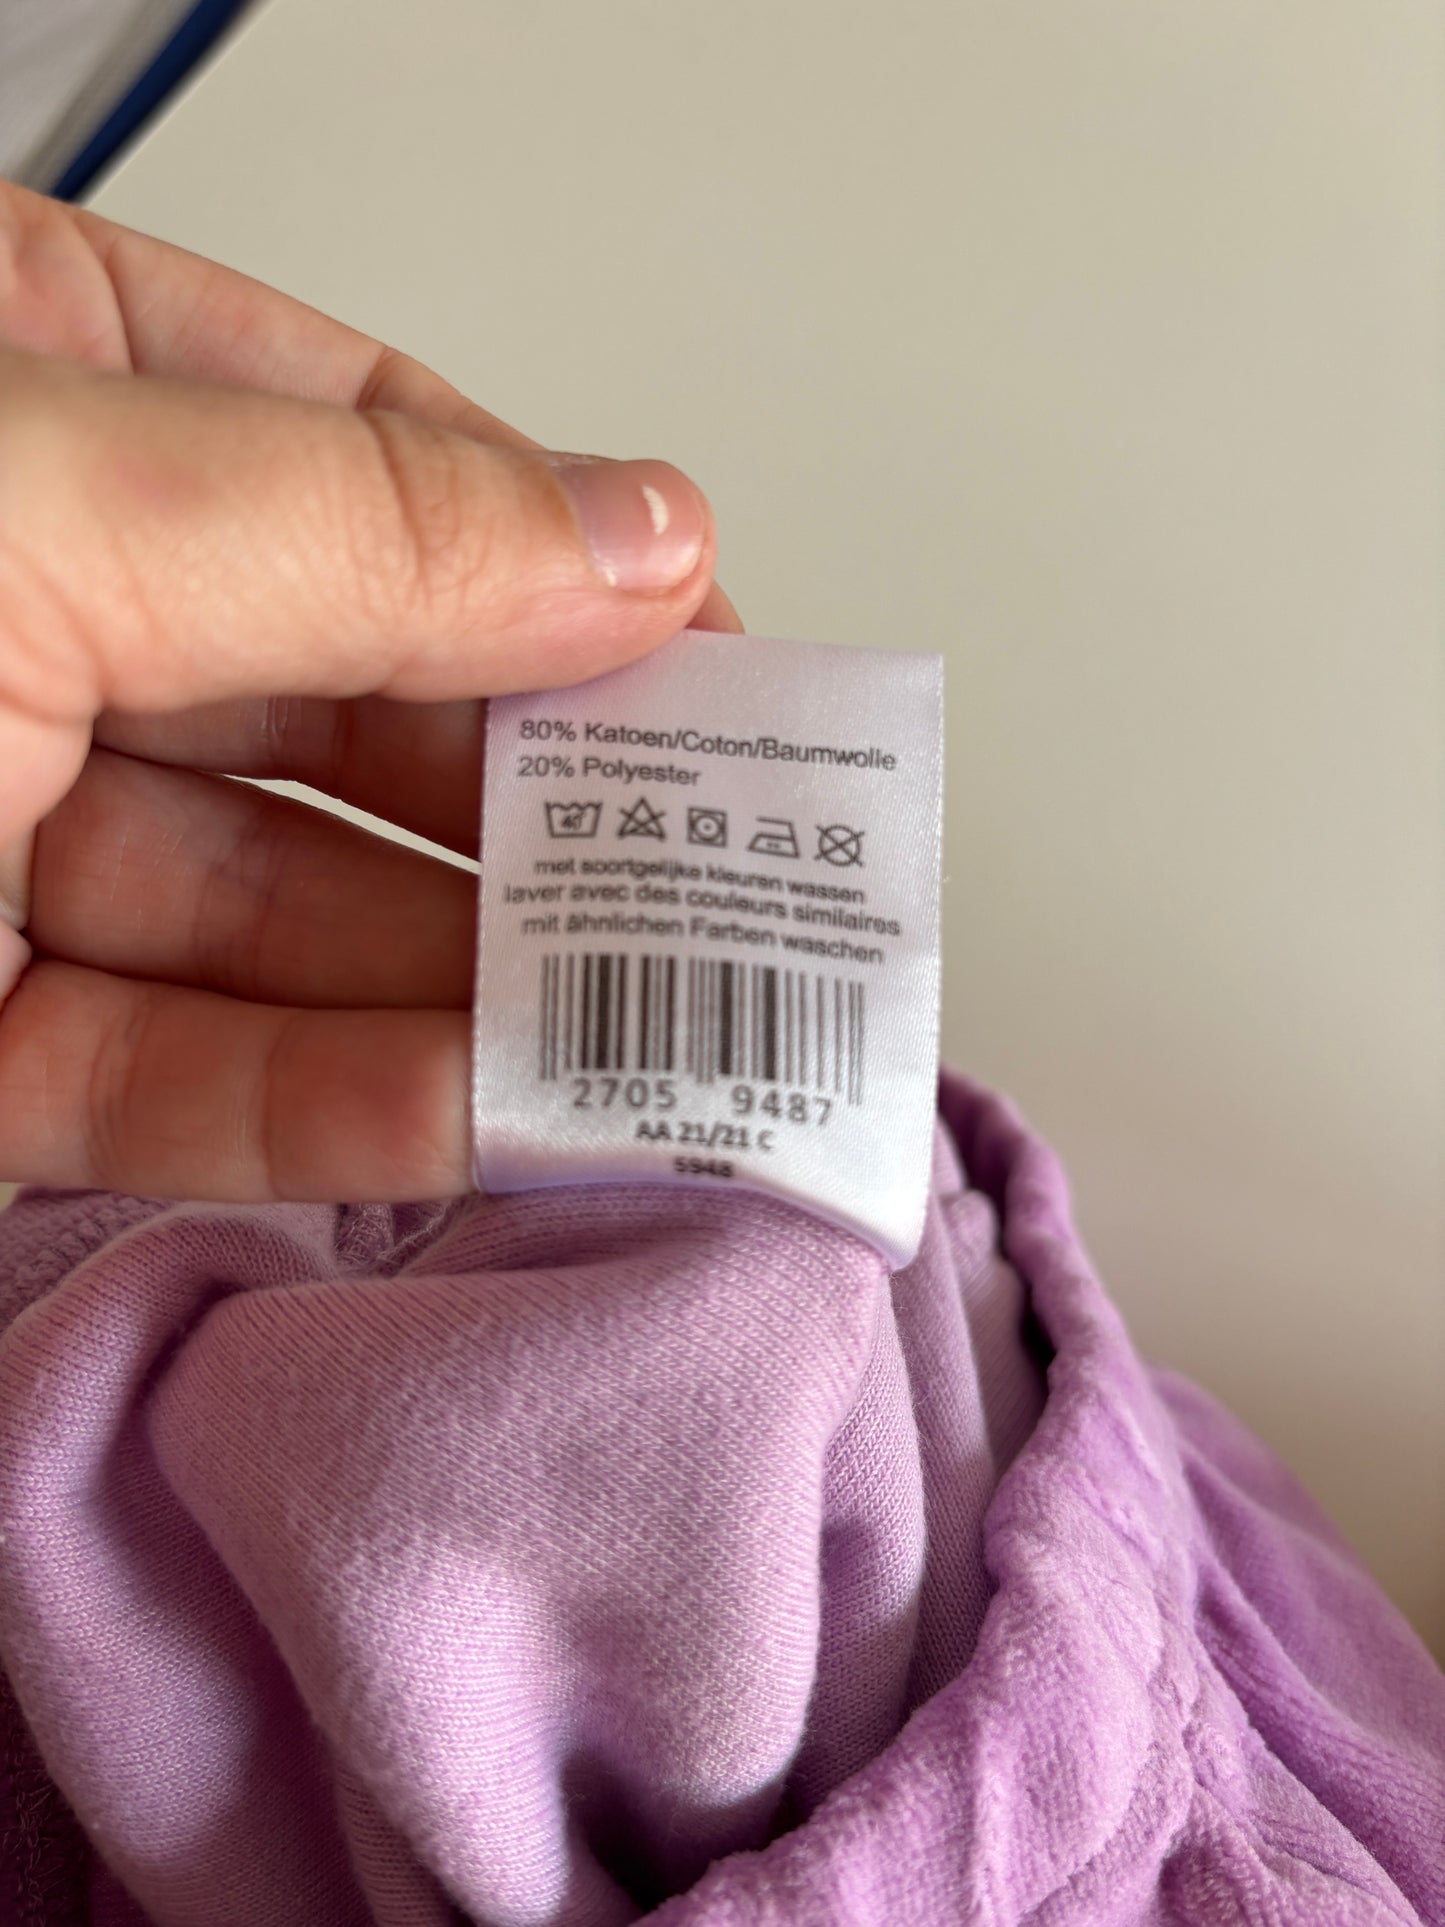 80% Katoen/Coton/Baumwolle
20% Polyester
40
met soortgelijke kleuren wassen
laver avec des couleurs similaires
mit ähnlichen Farben waschen
2705 9487
AA 21/21 C
5948